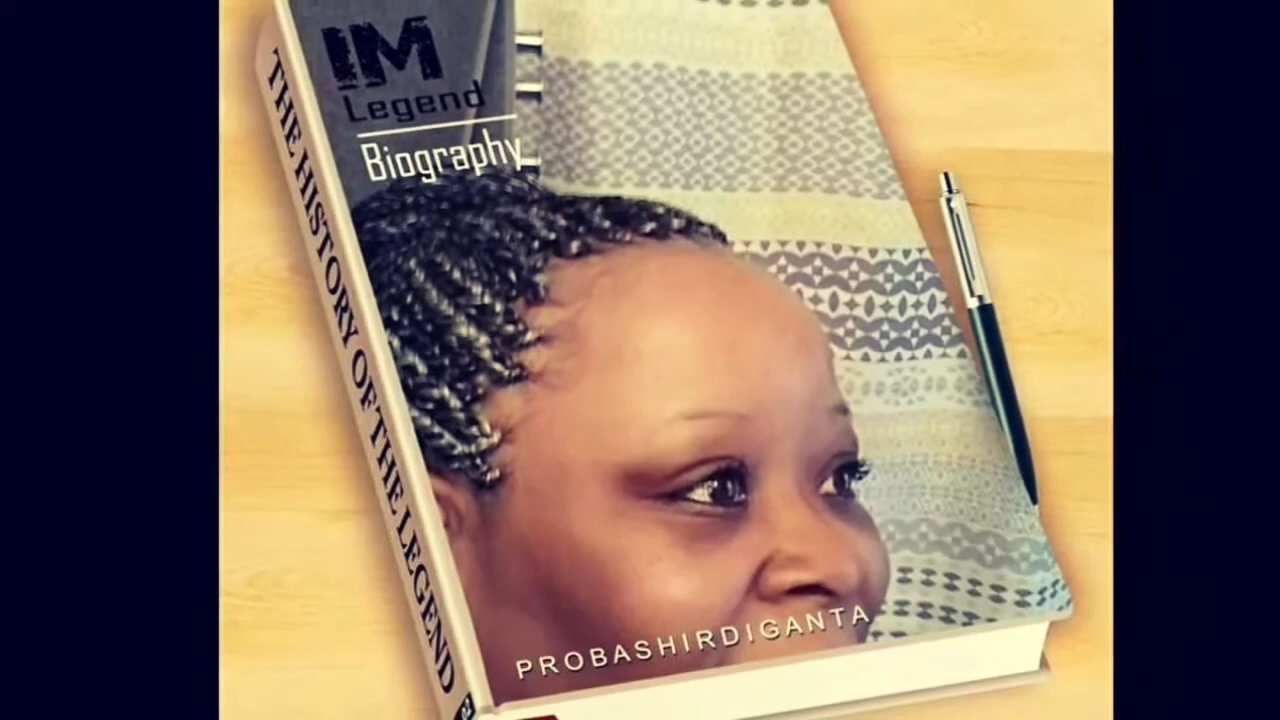 IM
Legend
Biography
THE HISTORY OF THE LEGEND
PROBASHIRDIGANTA